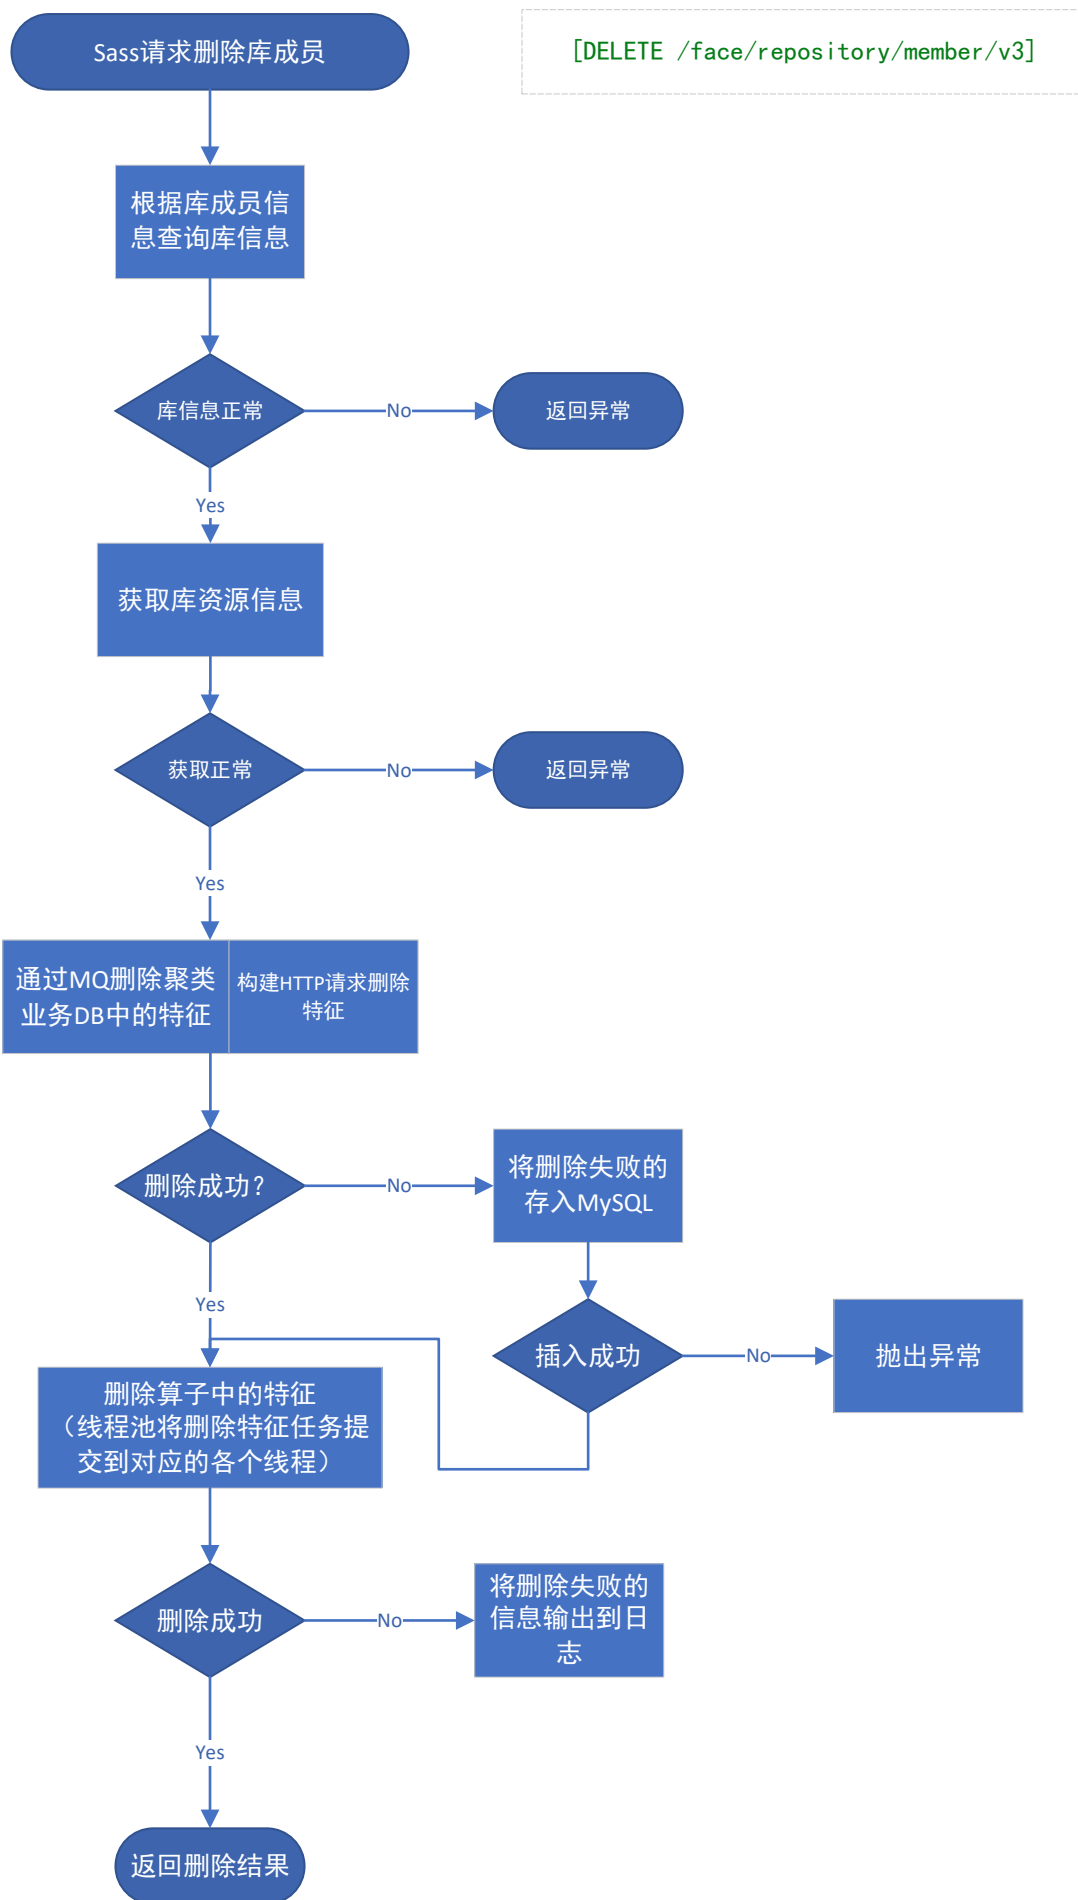 Sass请求删除库成员
[DELETE /face/repository/member/v3]
根据库成员信
息查询库信息
库信息正常
No
返回异常
Yes
获取库资源信息
获取正常
No
返回异常
Yes
通过MQ删除聚类
业务DB中的特征
构建HTTP请求删除
特征
删除成功?
No
将删除失败的
存入MySQL
Yes
插入成功
No
抛出异常
删除算子中的特征
（线程池将删除特征任务提
交到对应的各个线程）
删除成功
No
将删除失败的
信息输出到日
志
Yes
返回删除结果